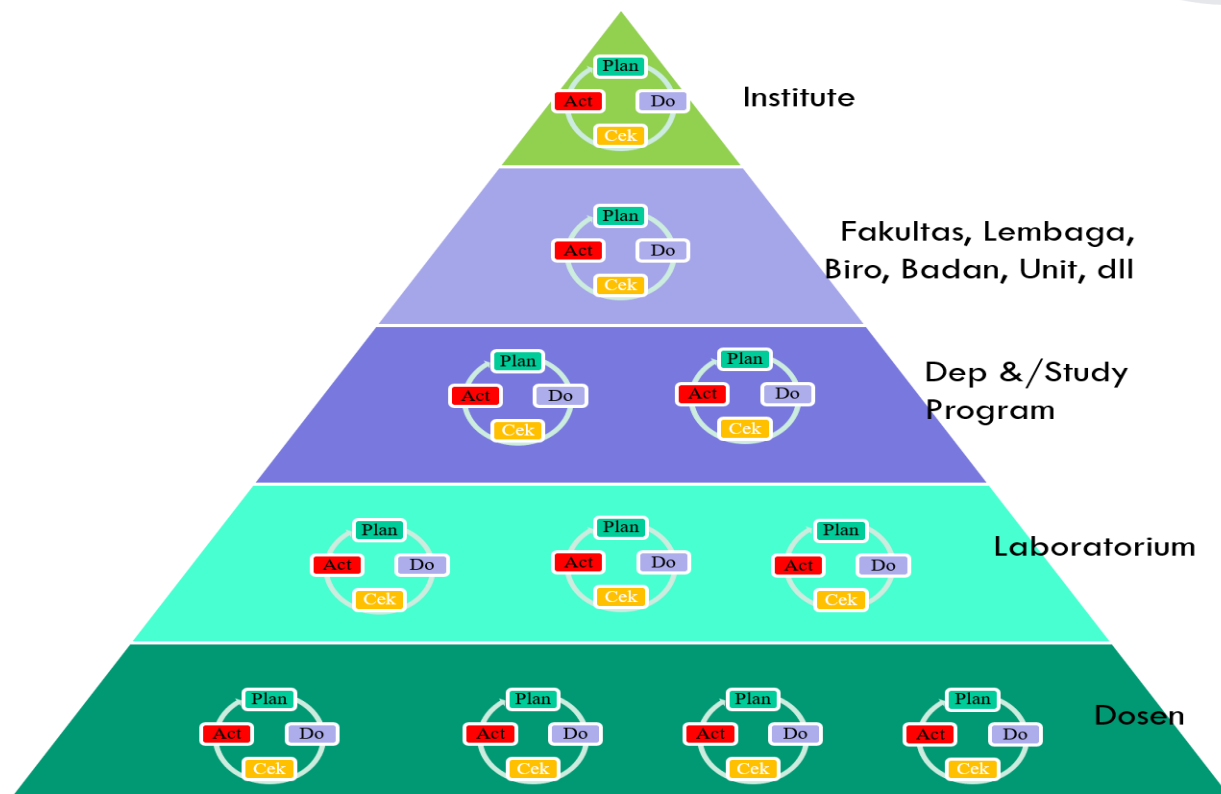 Plan
Act
Do
Cek
Institute
Plan
Act
Do
Cek
Fakultas, Lembaga,
Biro, Badan, Unit, dll
Plan
Act
Do
Cek
Plan
Act
Do
Cek
Dep &/Study
Program
Plan
Act
Do
Cek
Plan
Act
Do
Cek
Plan
Act
Do
Cek
Laboratorium
Plan
Act
Do
Cek
Plan
Act
Do
Cek
Plan
Act
Do
Cek
Plan
Act
Do
Cek
Dosen